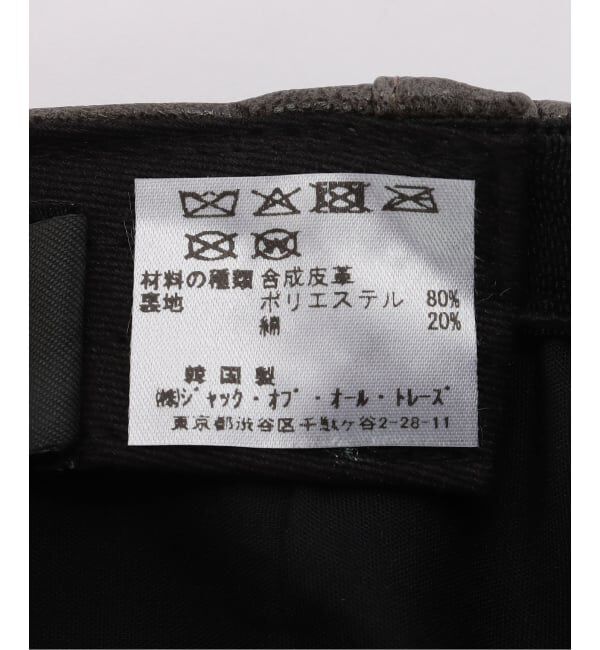 材料の種類 合成皮革
裏地 ポリエステル 80%
綿 20%
韓国製
㈱ジャック・オブ・オール・トレーズ
東京都渋谷区千駄ヶ谷2-28-11